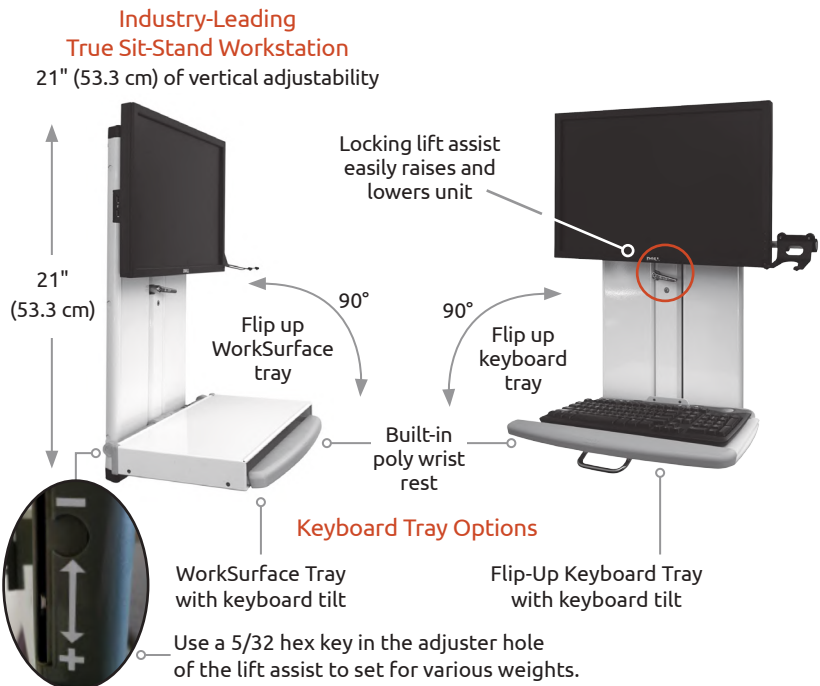 Industry-Leading
True Sit-Stand Workstation
21" (53.3 cm) of vertical adjustability
Locking lift assist
easily raises and
lowers unit
21"
(53.3 cm)
90°
Flip up
WorkSurface
tray
90°
Flip up
keyboard
tray
Built-in
poly wrist
rest
Keyboard Tray Options
WorkSurface Tray
with keyboard tilt
Flip-Up Keyboard Tray
with keyboard tilt
Use a 5/32 hex key in the adjuster hole
of the lift assist to set for various weights.
−
+
DELL